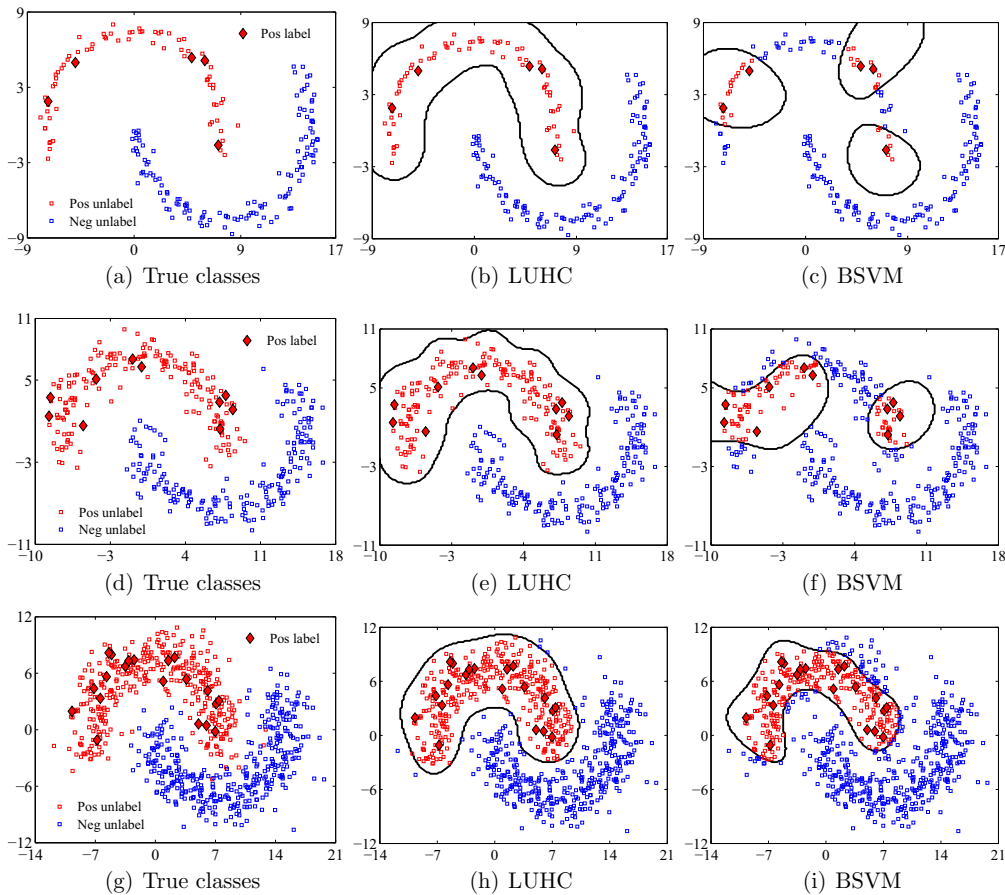 9
3
−3
−9
−9 0 9 17
Pos label
Pos unlabel
Neg unlabel
(a) True classes
9
3
−3
−9
−9 0 9 17
(b) LUHC
9
3
−3
−9
−9 0 9 17
(c) BSVM
11
5
−3
−11
−10 −3 4 11 18
Pos label
Pos unlabel
Neg unlabel
(d) True classes
11
5
−3
−11
−10 −3 4 11 18
(e) LUHC
11
5
−3
−11
−10 −3 4 11 18
(f) BSVM
12
6
0
−6
−12
−14 −7 0 7 14 21
Pos label
Pos unlabel
Neg unlabel
(g) True classes
12
6
0
−6
−12
−14 −7 0 7 14 21
(h) LUHC
12
6
0
−6
−12
−14 −7 0 7 14 21
(i) BSVM